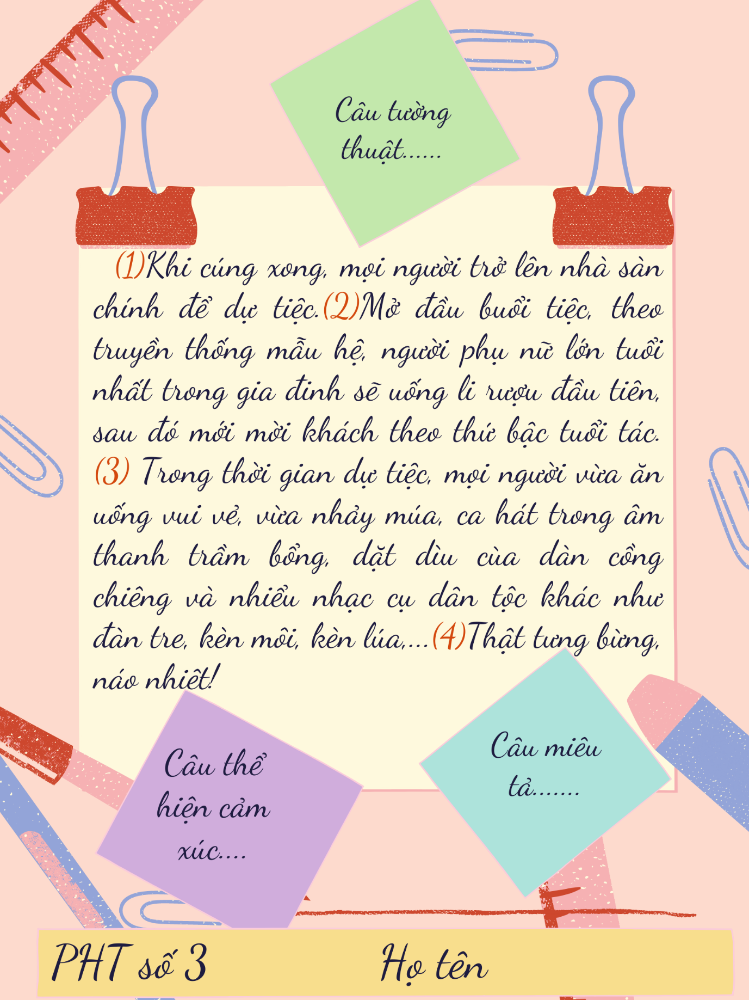 Câu tường
thuật......
(1)Khi cúng xong, mọi người trở lên nhà sàn
chính để dự tiệc.(2)Mở đầu buổi tiệc, theo
truyền thống mẫu hệ, người phụ nữ lớn tuổi
nhất trong gia đinh sẽ uống li rượu đầu tiên,
sau đó mới mời khách theo thứ bậc tuổi tác.
(3) Trong thời gian dự tiệc, mọi người vừa ăn
uống vui vẻ, vừa nhảy múa, ca hát trong âm
thanh trầm bổng, dặt dìu cùa dàn cồng
chiêng và nhiểu nhạc cụ dân tộc khác như
đàn tre, kèn môi, kèn lúa,...(4)Thật tưng bừng,
náo nhiêt!
Câu thể
hiện cảm
xúc....
Câu miêu
tả.......
PHT số 3 Họ tên